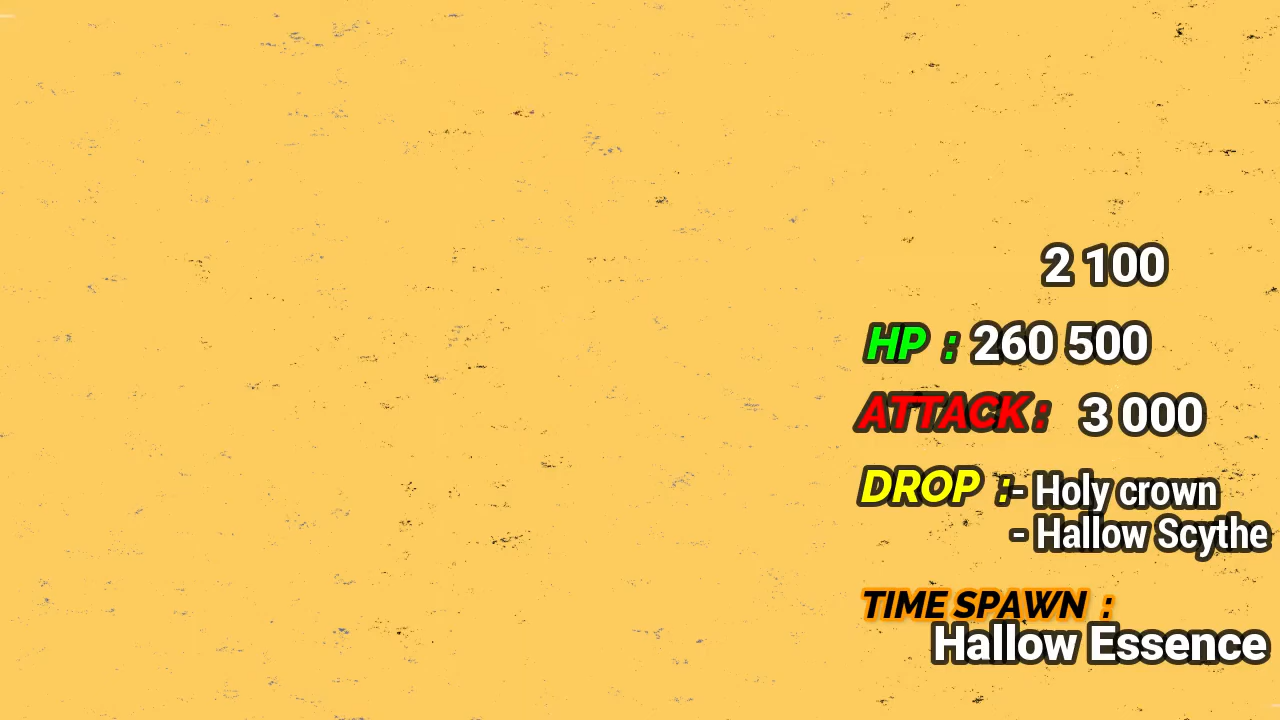 2 100
HP : 260 500
ATTACK : 3 000
DROP : - Holy crown
- Hallow Scythe
TIME SPAWN :
Hallow Essence